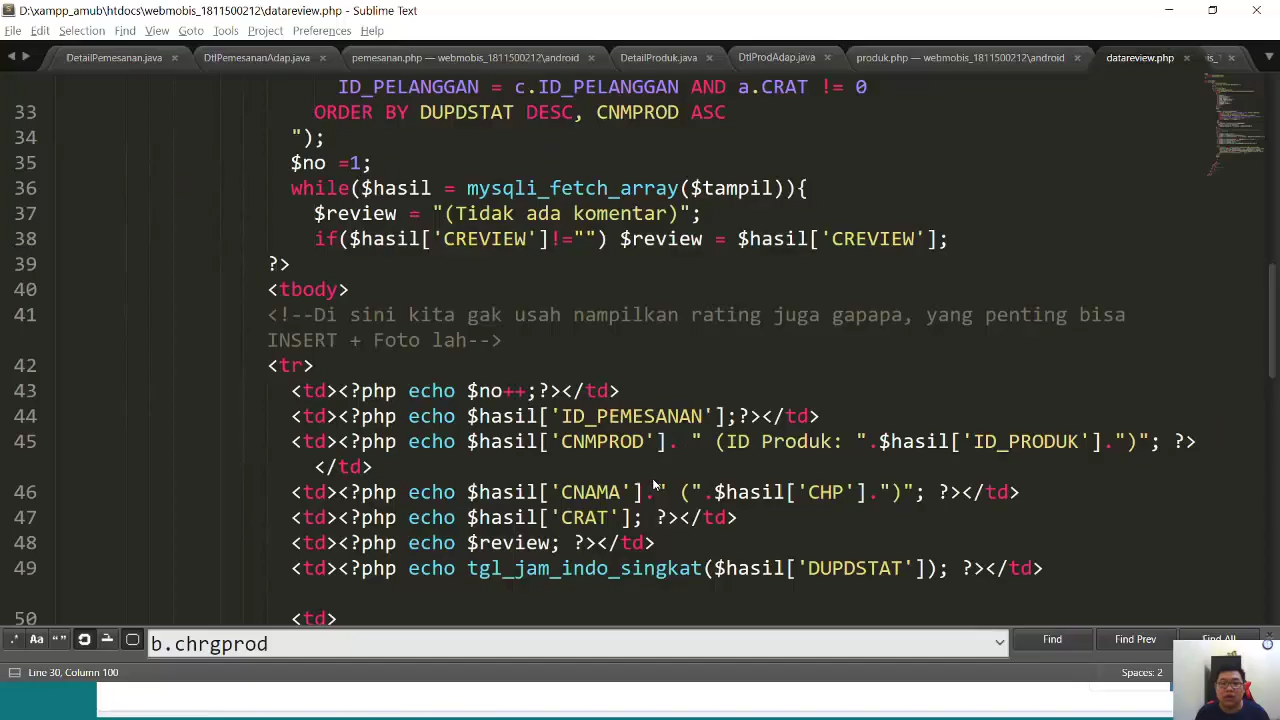 D:\xampp_amub\htdocs\webmobis_1811500212\datareview.php - Sublime Text
File Edit Selection Find View Goto Tools Project Preferences Help
DetailPemesanan.java × DtlPemesananAdap.java × pemesanan.php — webmobis_1811500212\android × DetailProduk.java × DtlProdAdap.java × produk.php — webmobis_1811500212\android × datareview.php ×
ID_PELANGGAN = c.ID_PELANGGAN AND a.CRAT != 0
33 ORDER BY DUPDSTAT DESC, CNMPROD ASC
34 ");
35 $no =1;
36 while($hasil = mysqli_fetch_array($tampil)){
37 $review = "(Tidak ada komentar)";
38 if($hasil['CREVIEW']!="") $review = $hasil['CREVIEW'];
39 ?>
40 <tbody>
41 <!--Di sini kita gak usah nampilkan rating juga gapapa, yang penting bisa
INSERT + Foto lah-->
42 <tr>
43 <td><?php echo $no++;?></td>
44 <td><?php echo $hasil['ID_PEMESANAN'];?></td>
45 <td><?php echo $hasil['CNMPROD']. " (ID Produk: ".$hasil['ID_PRODUK'].")"; ?>
</td>
46 <td><?php echo $hasil['CNAMA']." (".$hasil['CHP'].")"; ?></td>
47 <td><?php echo $hasil['CRAT']; ?></td>
48 <td><?php echo $review; ?></td>
49 <td><?php echo tgl_jam_indo_singkat($hasil['DUPDSTAT']); ?></td>
50 <td>
.* Aa “” b.chrgprod Find Find Prev Find All
Line 30, Column 100 Spaces: 2